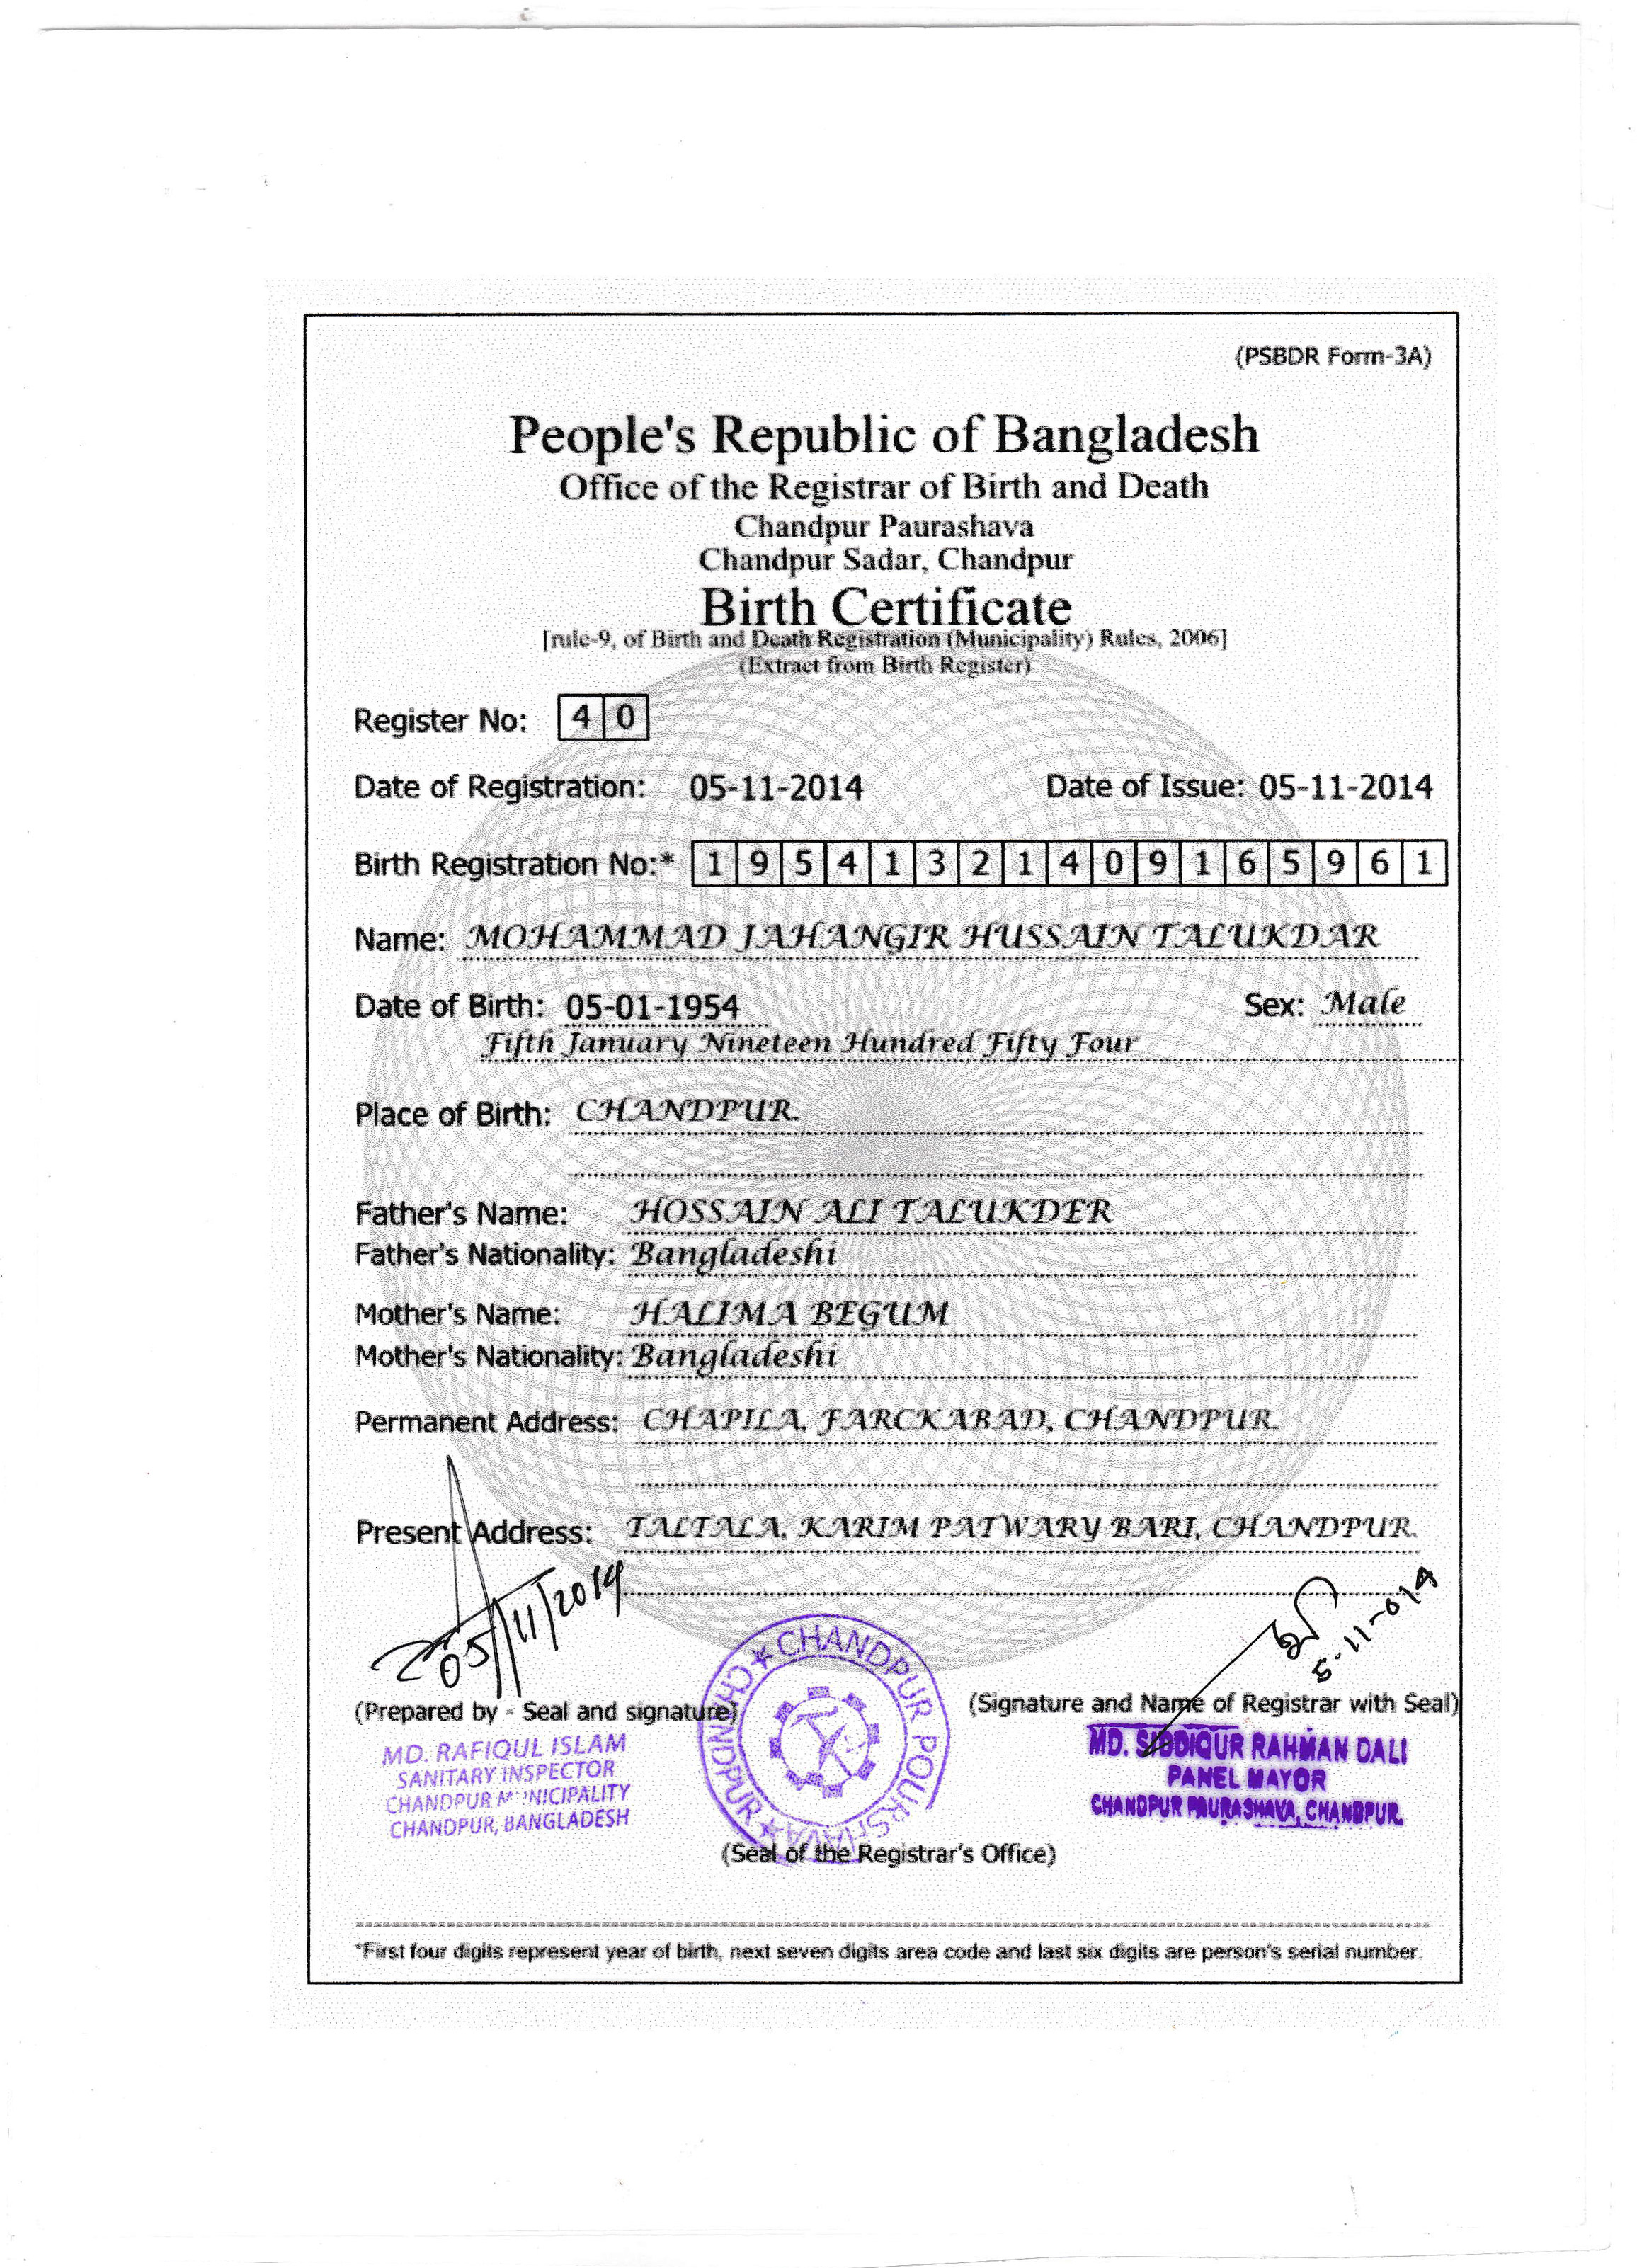 (PSBDR Form-3A)
People's Republic of Bangladesh
Office of the Registrar of Birth and Death
Chandpur Paurashava
Chandpur Sadar, Chandpur
Birth Certificate
[rule-9, of Birth and Death Registration (Municipality) Rules, 2006]
(Extract from Birth Register)
Register No: 4 0
Date of Registration: 05-11-2014 Date of Issue: 05-11-2014
Birth Registration No:* 1 9 5 4 1 3 2 1 4 0 9 1 6 5 9 6 1
Name: MOHAMMAD JAHANGIR HUSSAIN TALUKDAR
Date of Birth: 05-01-1954 Sex: Male
Fifth January Nineteen Hundred Fifty Four
Place of Birth: CHANDPUR.
Father's Name: HOSSAIN ALI TALUKDER
Father's Nationality: Bangladeshi
Mother's Name: HALIMA BEGUM
Mother's Nationality: Bangladeshi
Permanent Address: CHAPILA, FARCKABAD, CHANDPUR.
Present Address: TALTALA, KARIM PATWARY BARI, CHANDPUR.
05/11/2014
5-11-014
(Prepared by - Seal and signature)
(Signature and Name of Registrar with Seal)
MD. RAFIQUL ISLAM
SANITARY INSPECTOR
CHANDPUR MUNICIPALITY
CHANDPUR, BANGLADESH
CHANDPUR POURSHAVA CHANDPUR
MD. SIDDIQUR RAHMAN DALI
PANEL MAYOR
CHANDPUR PAURASHAVA, CHANDPUR.
(Seal of the Registrar's Office)
*First four digits represent year of birth, next seven digits area code and last six digits are person's serial number.